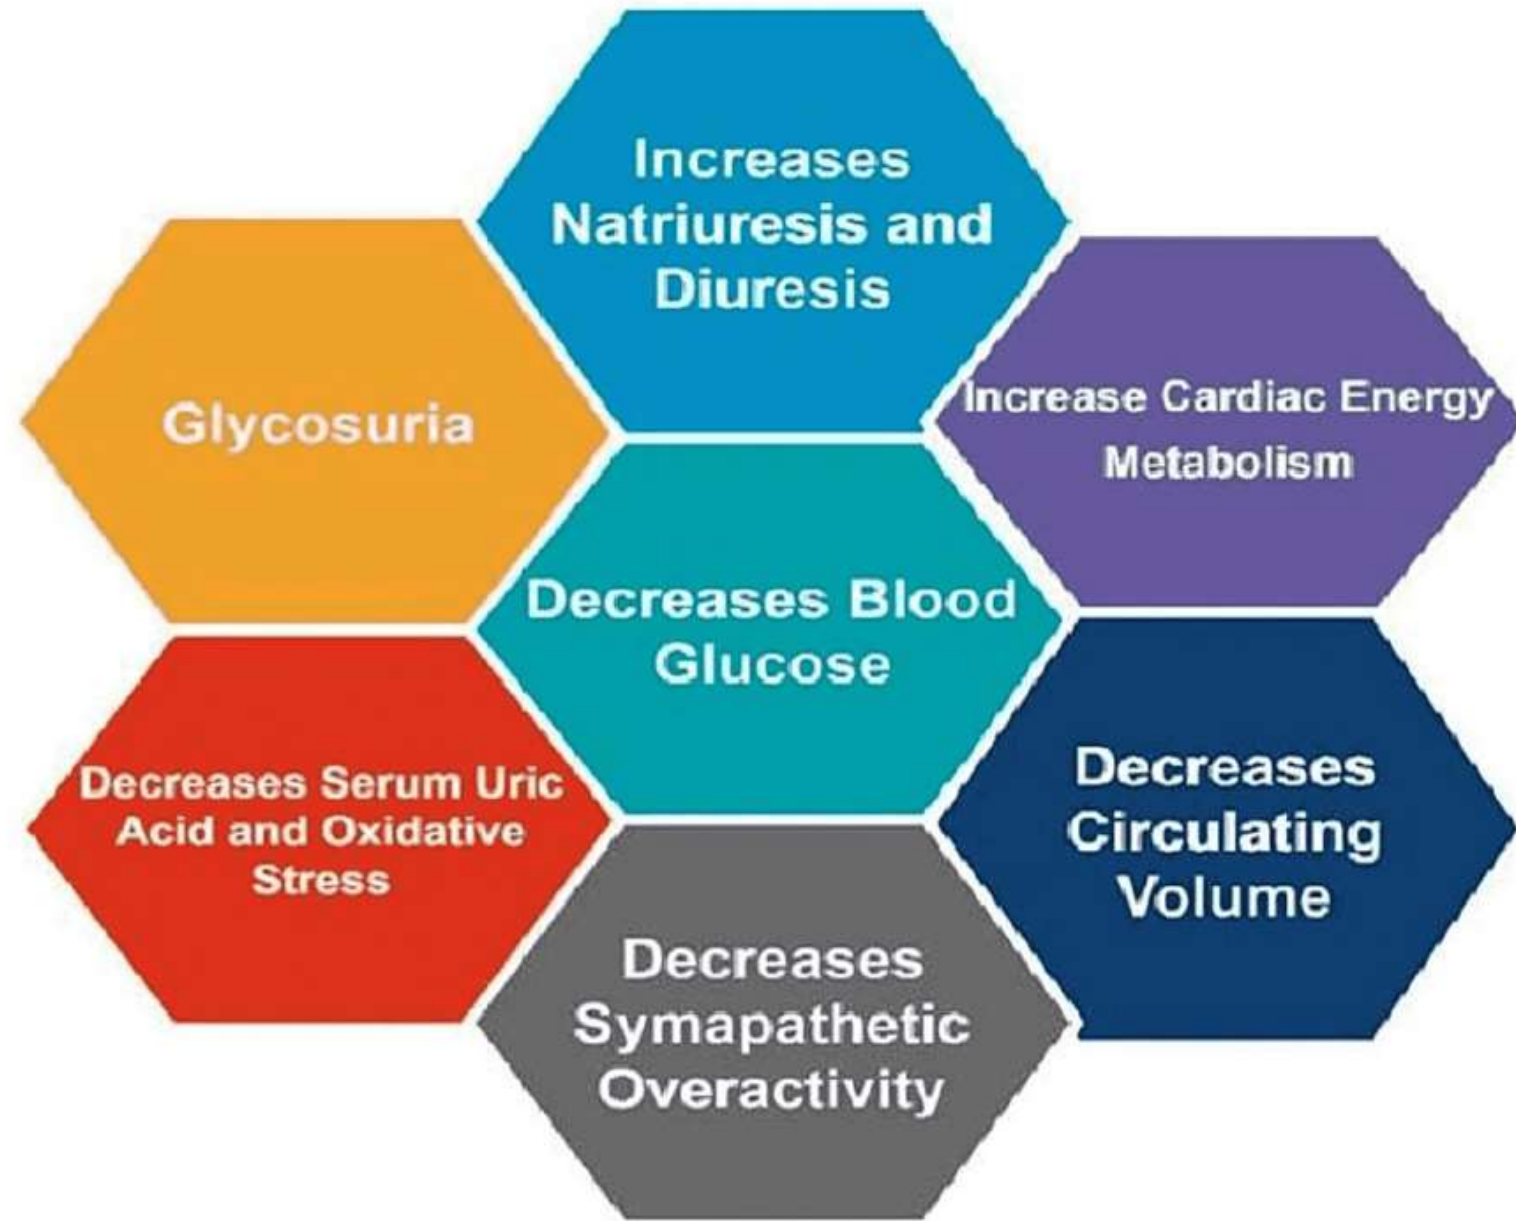 Increases
Natriuresis and
Diuresis
Glycosuria
Increase Cardiac Energy
Metabolism
Decreases Blood
Glucose
Decreases Serum Uric
Acid and Oxidative
Stress
Decreases
Circulating
Volume
Decreases
Symapathetic
Overactivity